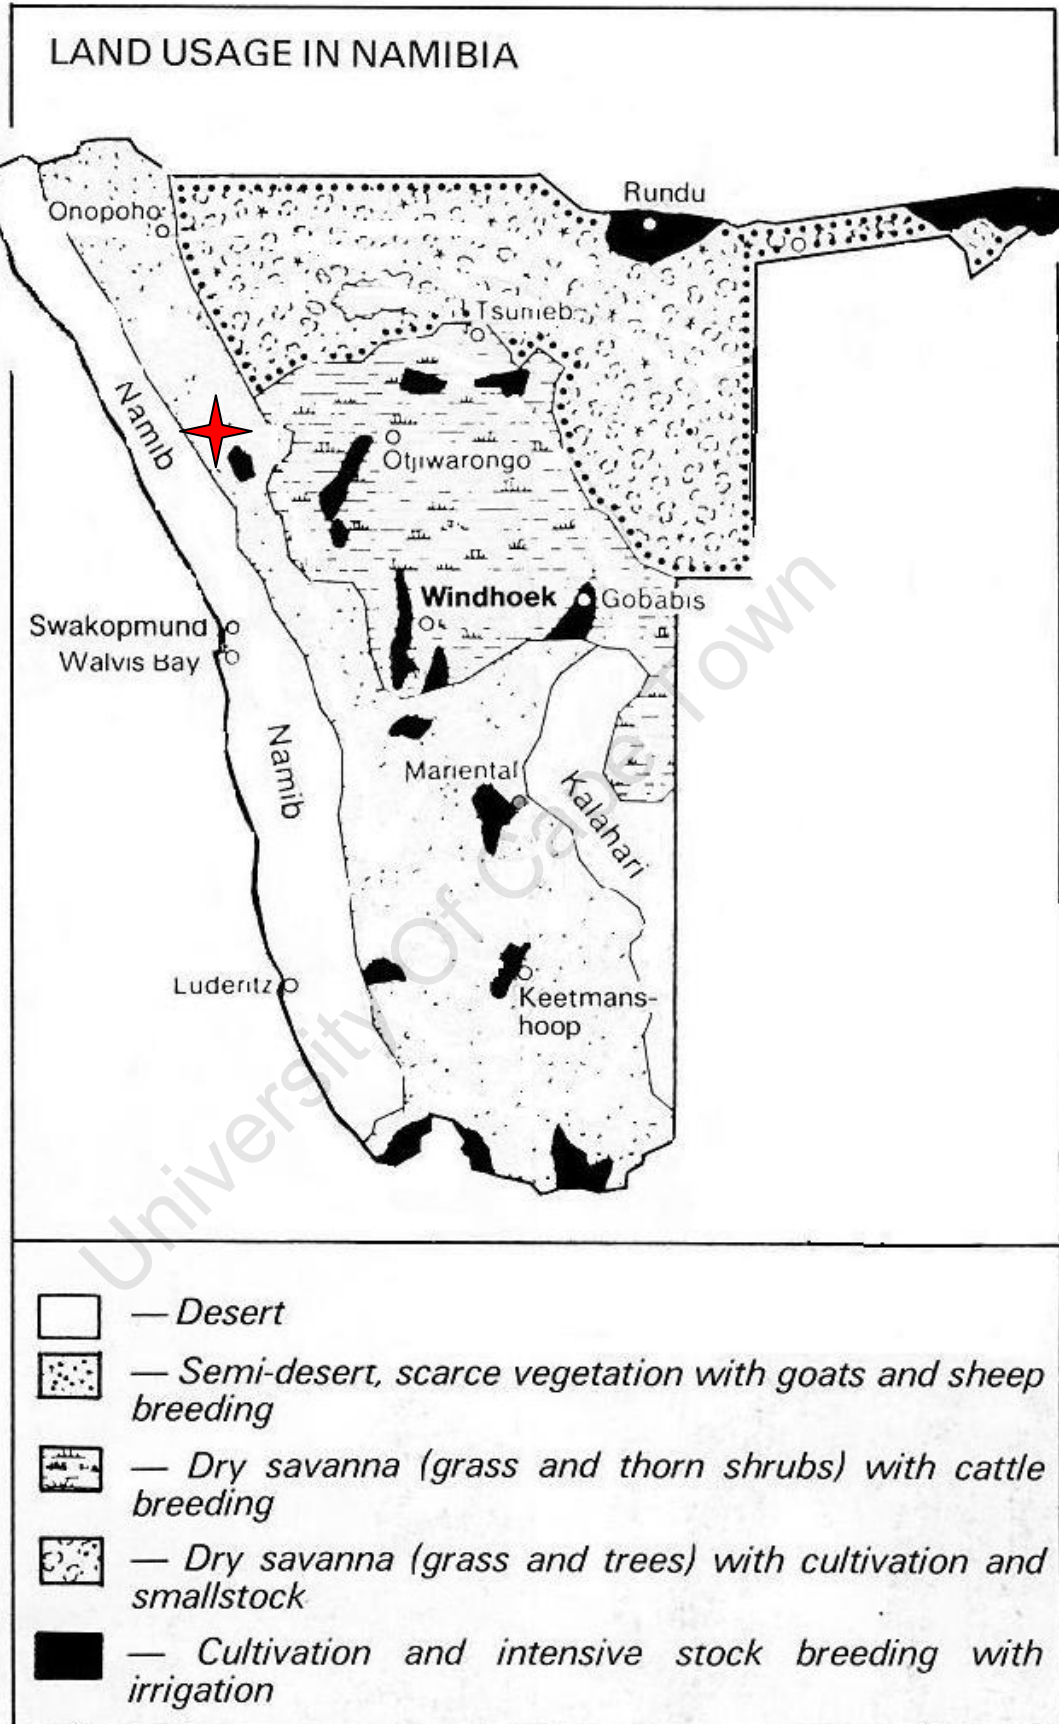 LAND USAGE IN NAMIBIA
Rundu
Onopoho
Tsumeb
Namib
Otjiwarongo
Windhoek
Gobabis
Swakopmund
Walvis Bay
Namib
Mariental
Kalahari
Luderitz
Keetmans-
hoop
University Of Cape Town
— Desert
— Semi-desert, scarce vegetation with goats and sheep
breeding
— Dry savanna (grass and thorn shrubs) with cattle
breeding
— Dry savanna (grass and trees) with cultivation and
smallstock
— Cultivation and intensive stock breeding with
irrigation